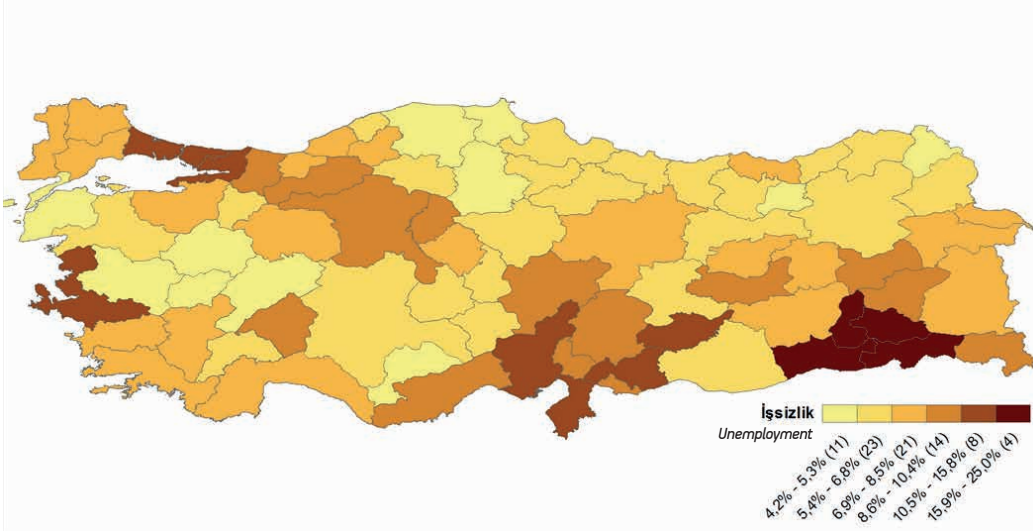 İşsizlik
Unemployment
4,2% - 5,3% (11)
5,4% - 6,8% (23)
6,9% - 8,5% (21)
8,6% - 10,4% (14)
10,5% - 15,8% (8)
15,9% - 25,0% (4)